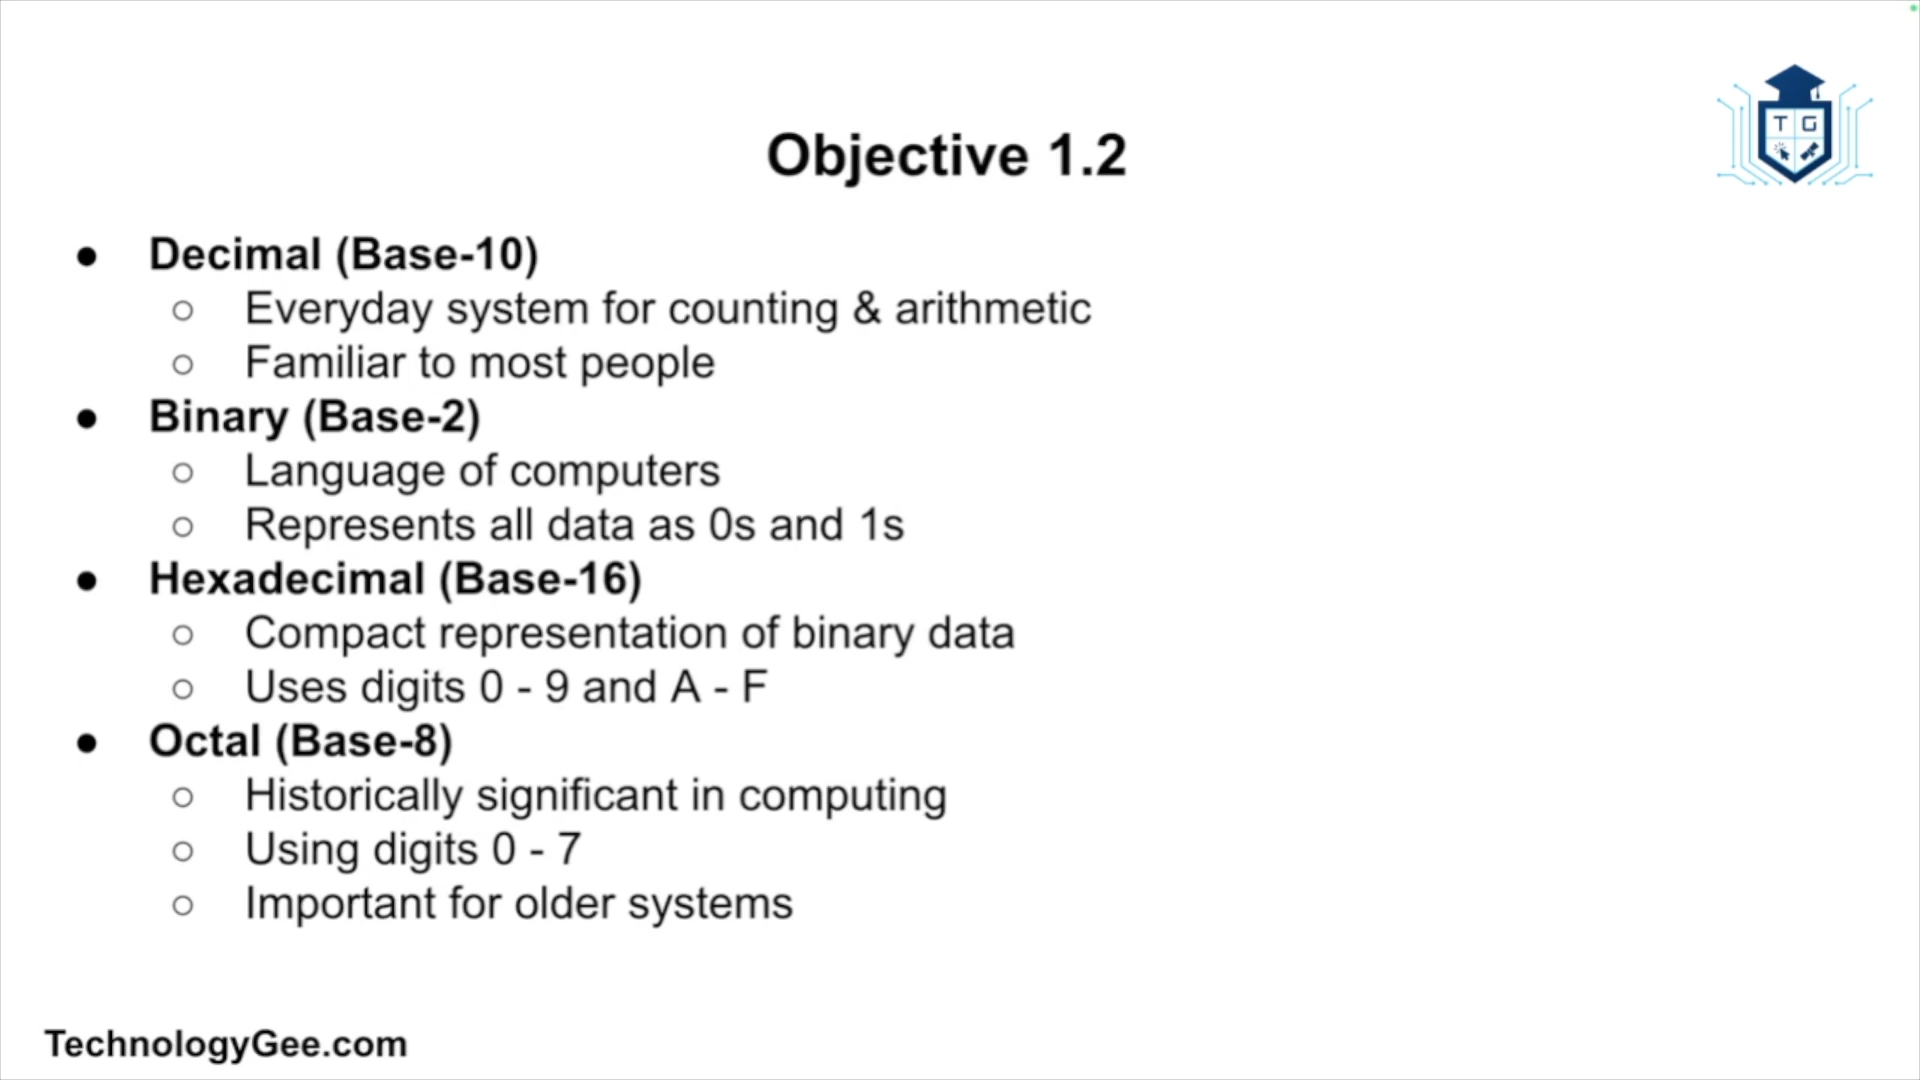 T G
Objective 1.2
● Decimal (Base-10)
○ Everyday system for counting & arithmetic
○ Familiar to most people
● Binary (Base-2)
○ Language of computers
○ Represents all data as 0s and 1s
● Hexadecimal (Base-16)
○ Compact representation of binary data
○ Uses digits 0 - 9 and A - F
● Octal (Base-8)
○ Historically significant in computing
○ Using digits 0 - 7
○ Important for older systems
TechnologyGee.com